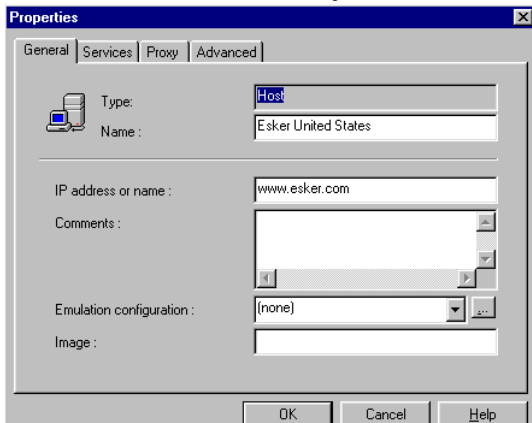 Properties
General Services Proxy Advanced
Type: Host
Name : Esker United States
IP address or name : www.esker.com
Comments :
Emulation configuration : (none) ...
Image :
OK Cancel Help